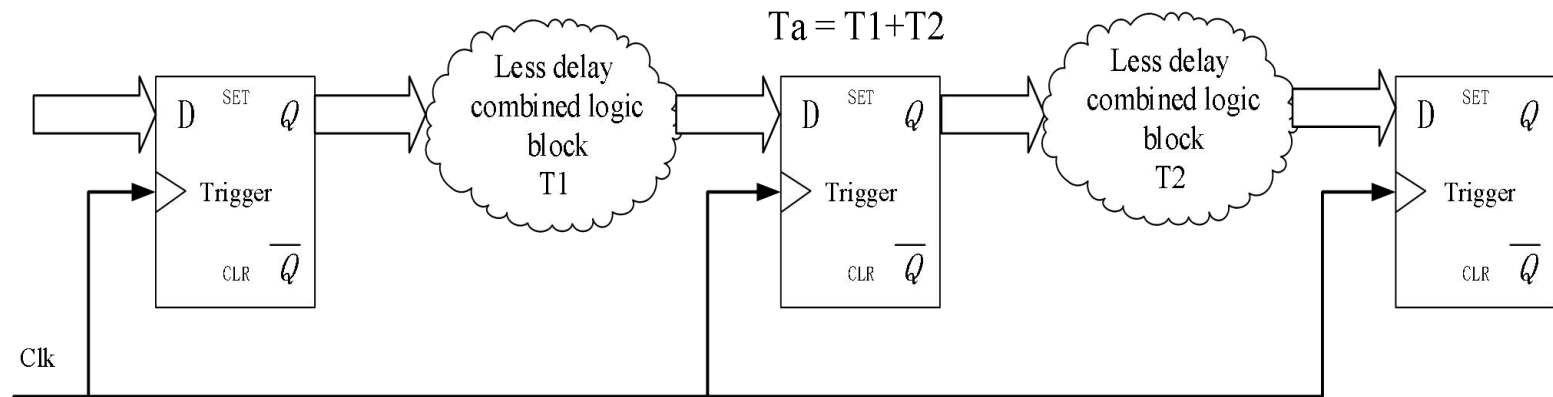 Ta = T1+T2
Less delay
combined logic
block
T1
Less delay
combined logic
block
T2
D SET Q
Trigger
CLR Q̅
D SET Q
Trigger
CLR Q̅
D SET Q
Trigger
CLR Q̅
Clk